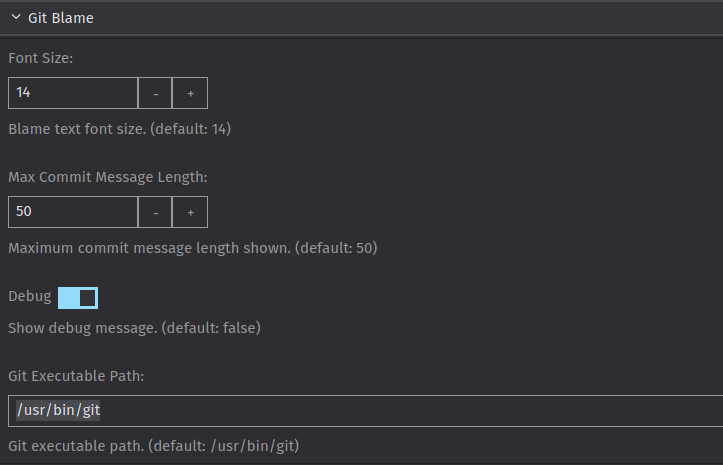 Git Blame
Font Size:
14 - +
Blame text font size. (default: 14)
Max Commit Message Length:
50 - +
Maximum commit message length shown. (default: 50)
Debug
Show debug message. (default: false)
Git Executable Path:
/usr/bin/git
Git executable path. (default: /usr/bin/git)